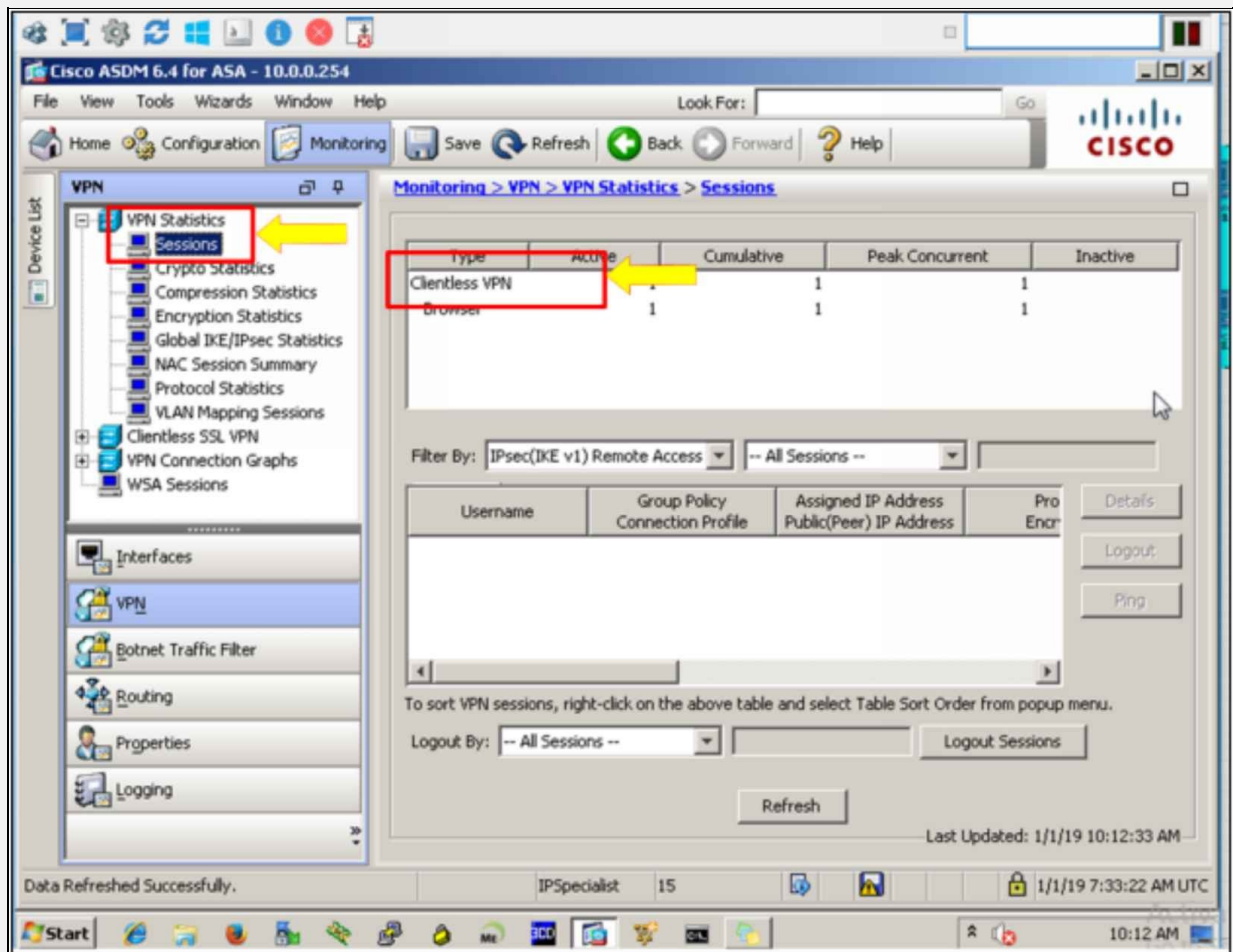 Cisco ASDM 6.4 for ASA - 10.0.0.254
File View Tools Wizards Window Help Look For: Go
Home Configuration Monitoring Save Refresh Back Forward Help
CISCO
Device List
VPN
VPN Statistics
Sessions
Crypto Statistics
Compression Statistics
Encryption Statistics
Global IKE/IPsec Statistics
NAC Session Summary
Protocol Statistics
VLAN Mapping Sessions
Clientless SSL VPN
VPN Connection Graphs
WSA Sessions
Interfaces
VPN
Botnet Traffic Filter
Routing
Properties
Logging
Monitoring > VPN > VPN Statistics > Sessions
Type Active Cumulative Peak Concurrent Inactive
Clientless VPN 1 1 1
Browser 1 1 1
Filter By: IPsec(IKE v1) Remote Access -- All Sessions --
Username Group Policy Connection Profile Assigned IP Address Public(Peer) IP Address Pro Encr
Details
Logout
Ping
To sort VPN sessions, right-click on the above table and select Table Sort Order from popup menu.
Logout By: -- All Sessions -- Logout Sessions
Refresh
Last Updated: 1/1/19 10:12:33 AM
Data Refreshed Successfully. IPSpecialist 15 1/1/19 7:33:22 AM UTC
Start 10:12 AM